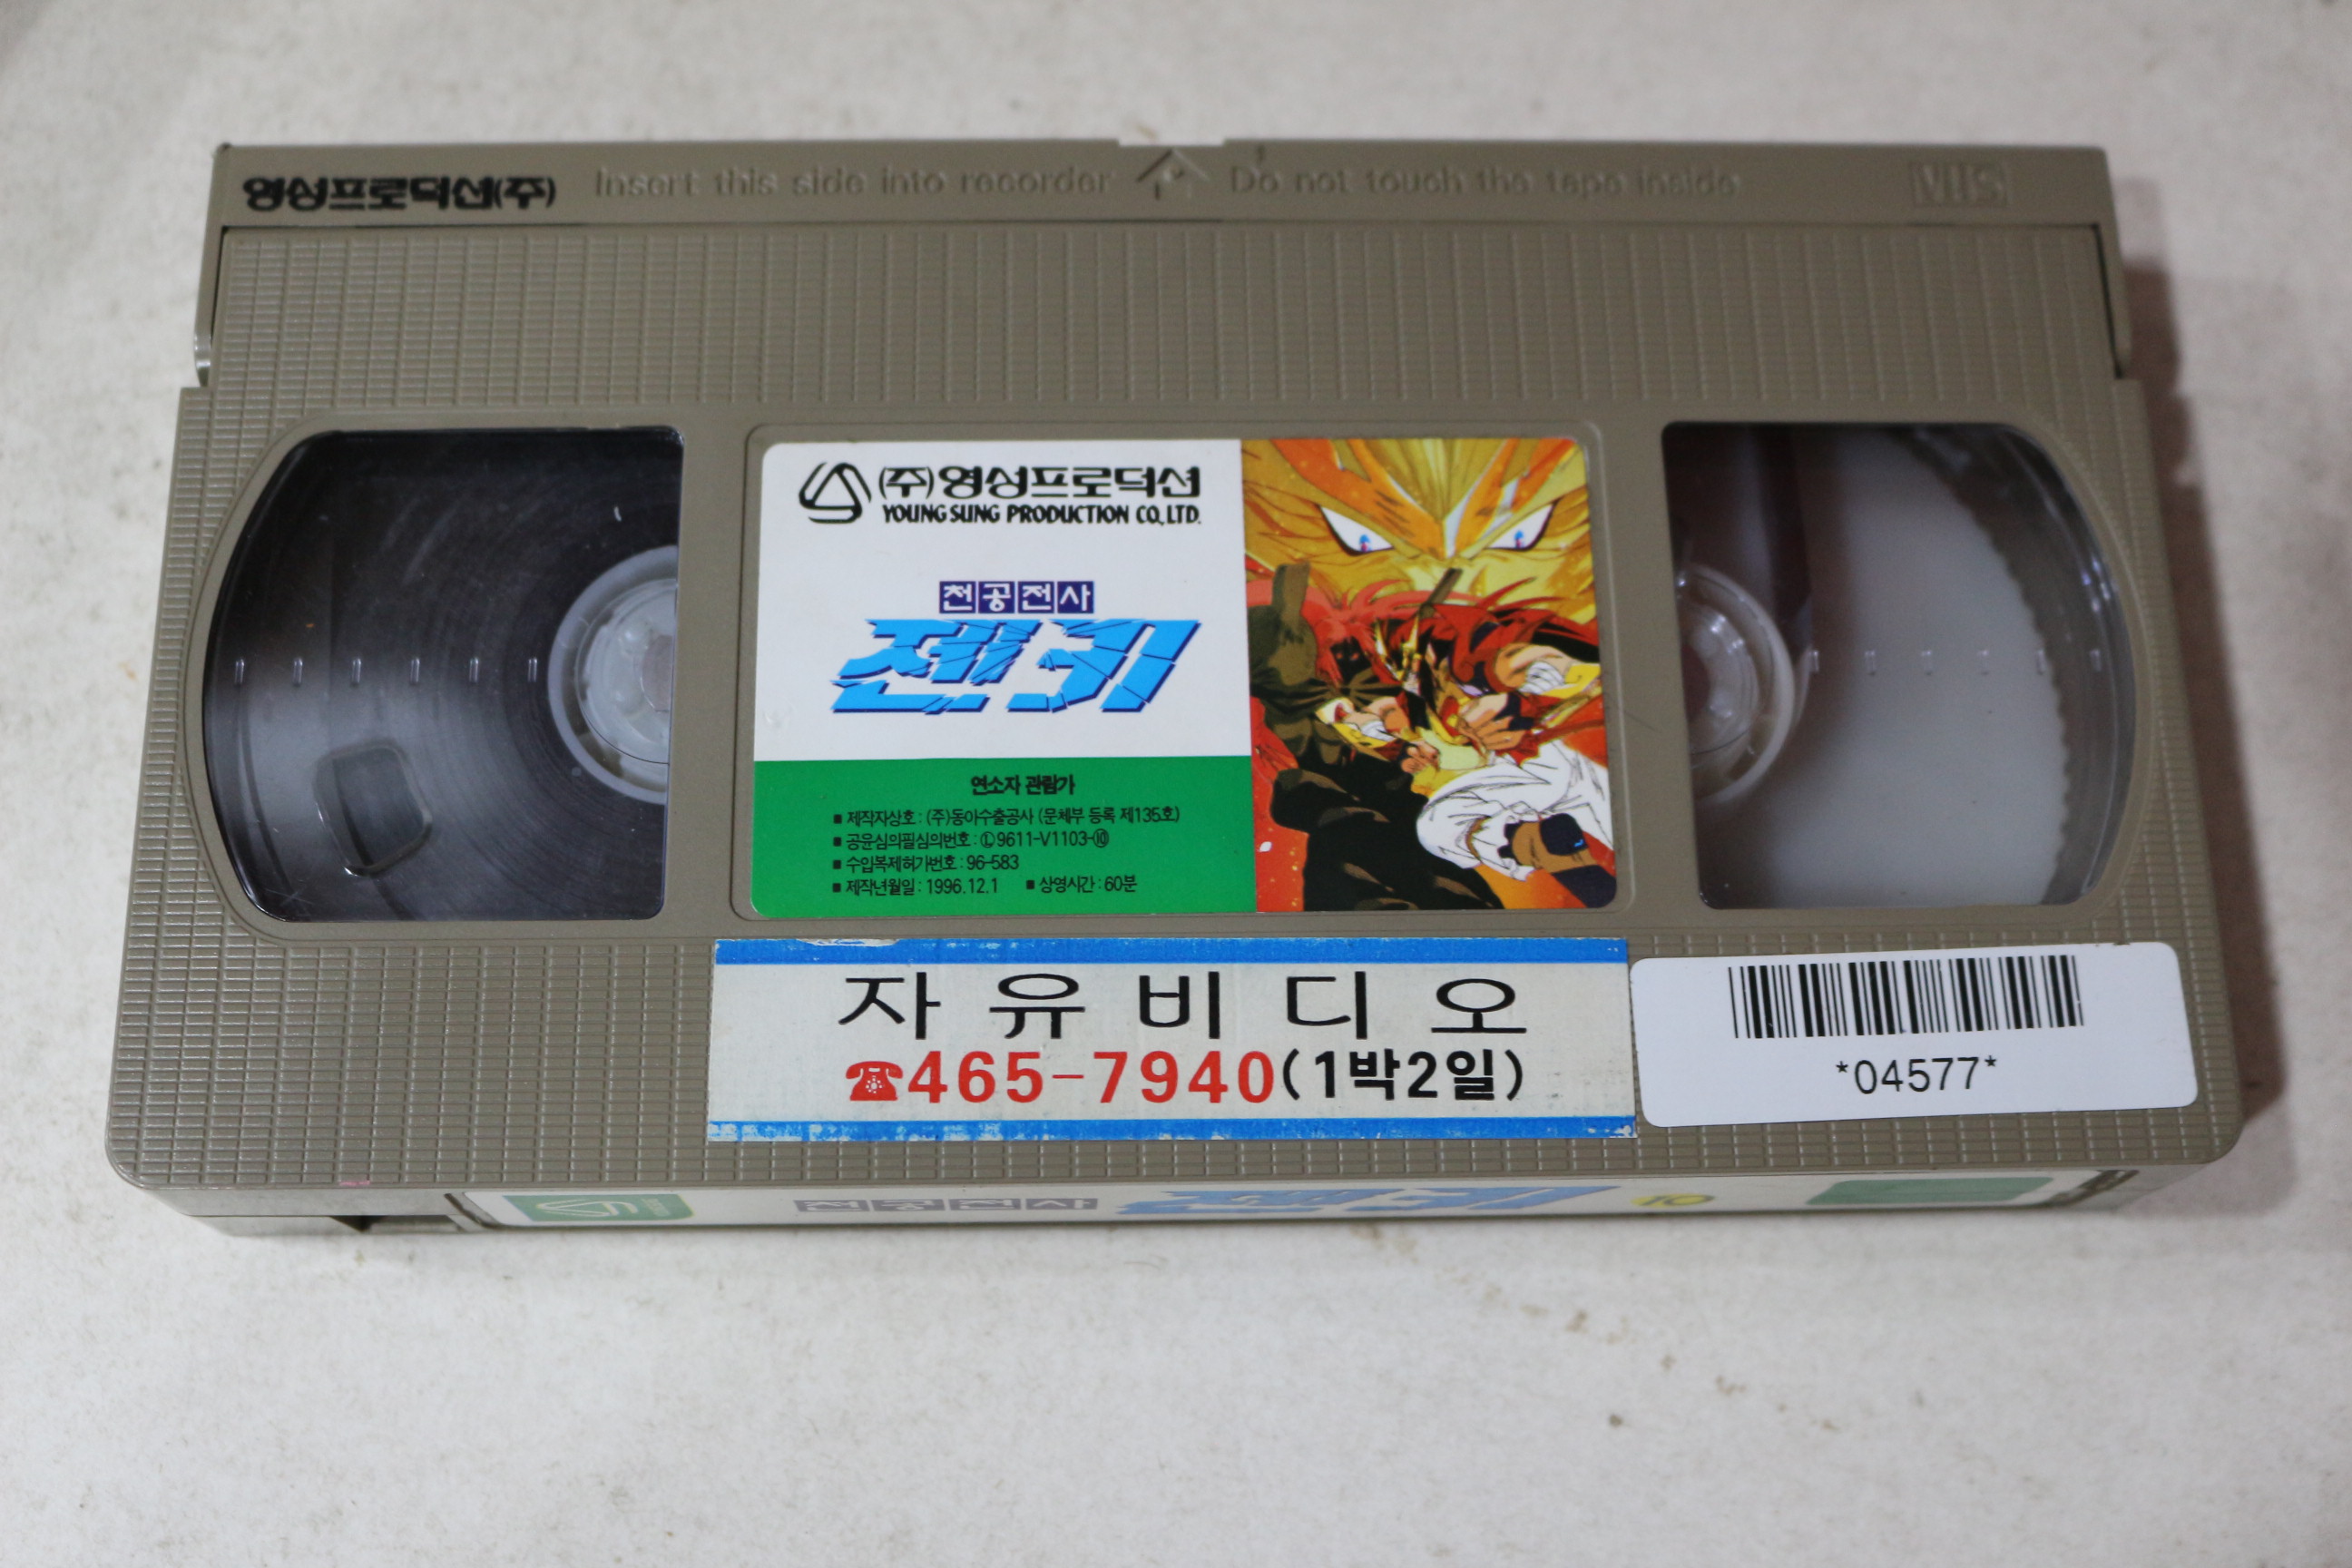 영성프로덕션(주) Insert this side into recorder Do not touch the tape inside VHS
(주)영성프로덕션
YOUNG SUNG PRODUCTION CO.,LTD.
천공전사
젠키
연소자 관람가
■ 제작자상호 : (주)동아수출공사 (문체부 등록 제135호)
■ 공윤심의필심의번호 : Ⓛ9611-V1103-⑩
■ 수입복제허가번호 : 96-583
■ 제작년월일 : 1996.12.1 ■ 상영시간 : 60분
자유비디오
☎465-7940(1박2일)
*04577*
천공전사 젠키 10